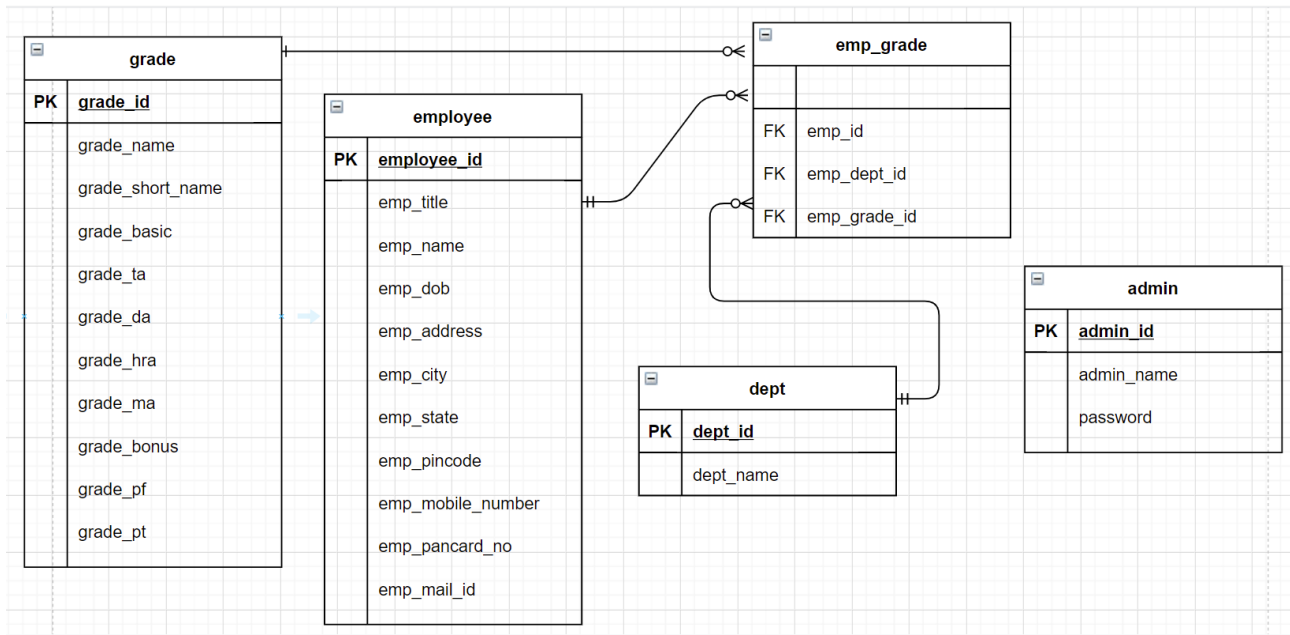 grade
PK grade_id
grade_name
grade_short_name
grade_basic
grade_ta
grade_da
grade_hra
grade_ma
grade_bonus
grade_pf
grade_pt
employee
PK employee_id
emp_title
emp_name
emp_dob
emp_address
emp_city
emp_state
emp_pincode
emp_mobile_number
emp_pancard_no
emp_mail_id
emp_grade
FK emp_id
FK emp_dept_id
FK emp_grade_id
dept
PK dept_id
dept_name
admin
PK admin_id
admin_name
password